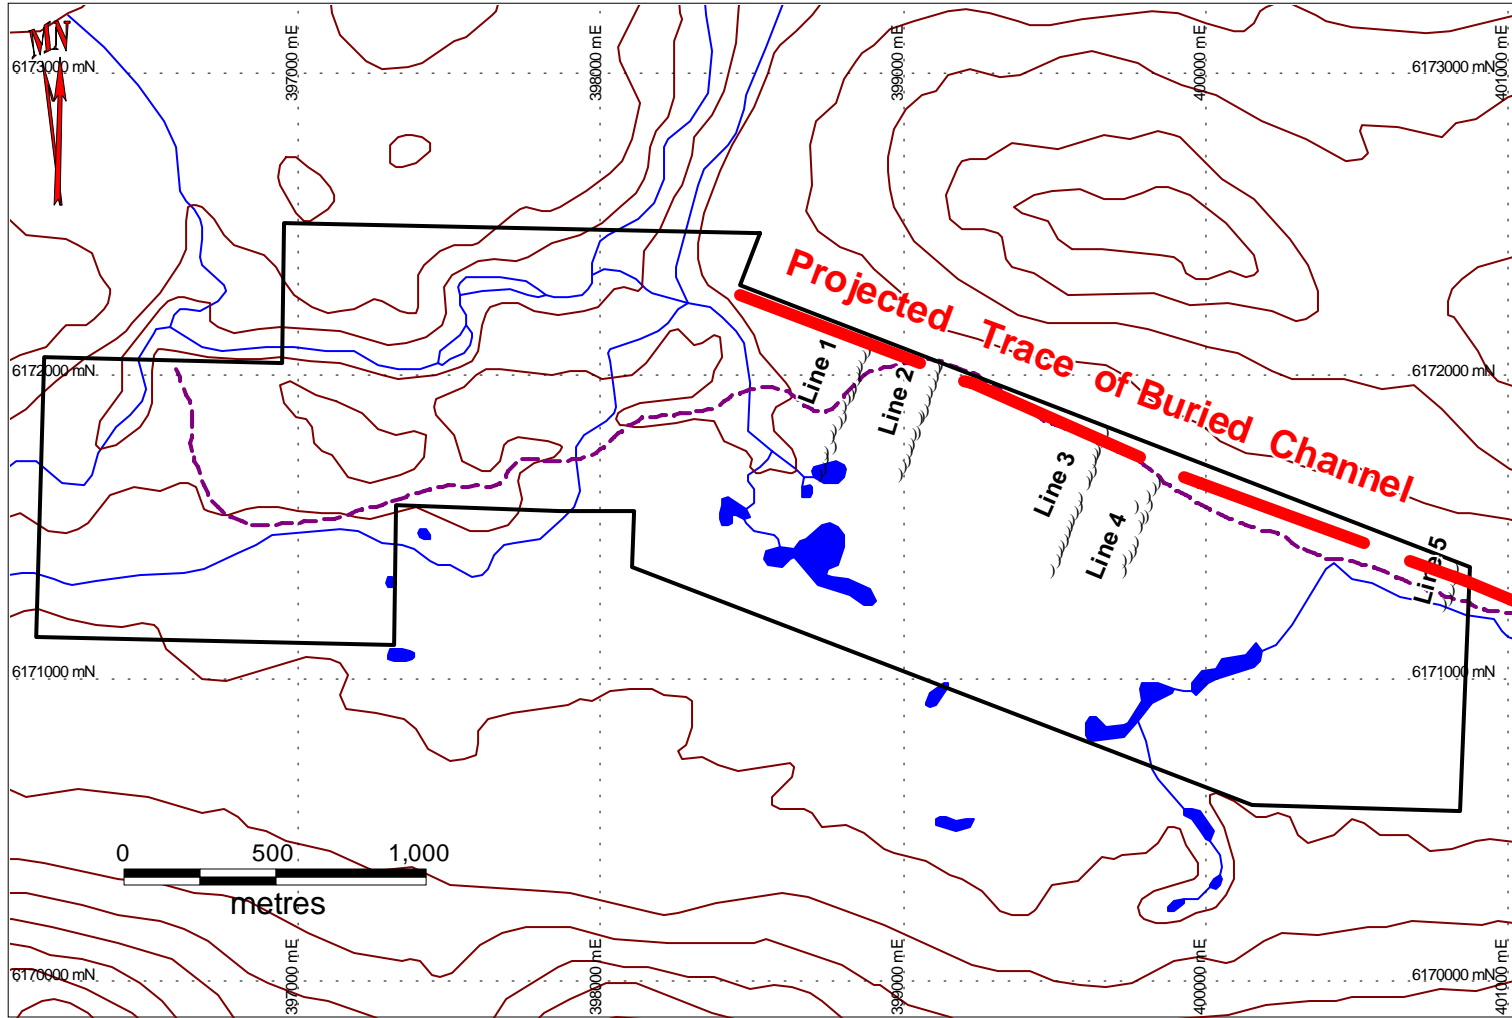 MN
397000 mE
398000 mE
399000 mE
400000 mE
401000 mE
6173000 mN
6173000 mN
Projected Trace of Buried Channel
6172000 mN
6172000 mN
Line 1
Line 2
Line 3
Line 4
Line 5
6171000 mN
6171000 mN
0 500 1,000
metres
6170000 mN
6170000 mN
397000 mE
398000 mE
399000 mE
400000 mE
401000 mE